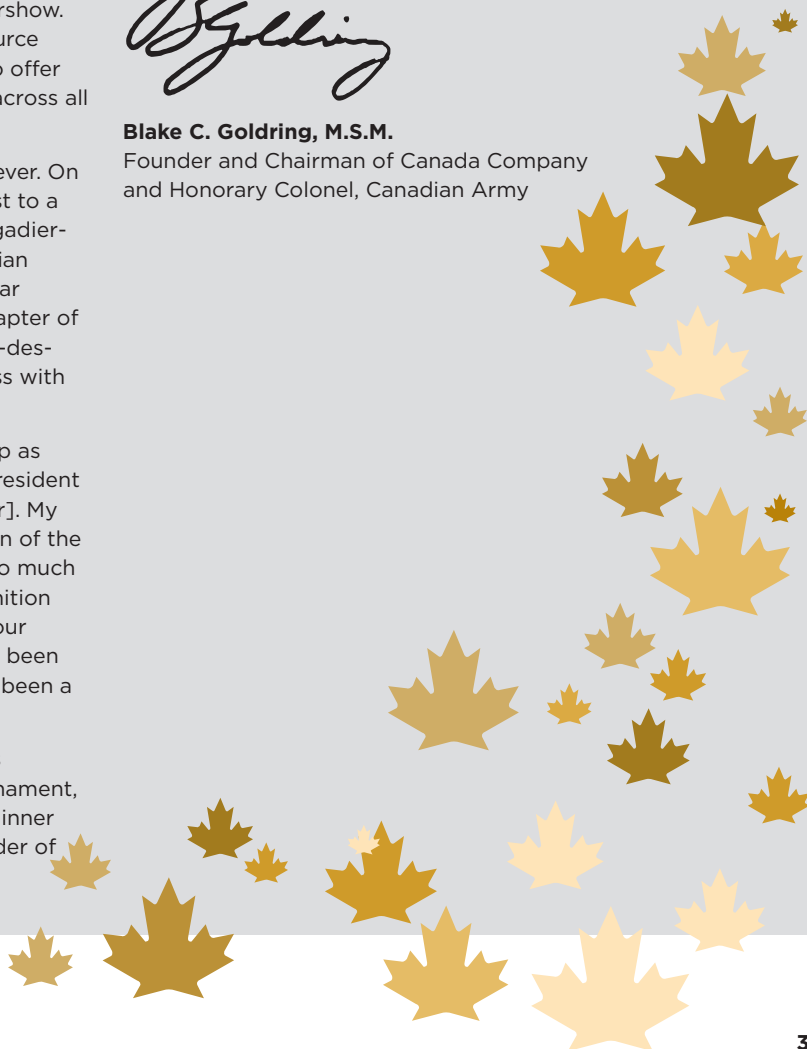 rshow.
urce
o offer
across all
ever. On
st to a
gadier-
ian
ar
apter of
-des-
ss with
p as
resident
r]. My
n of the
o much
nition
our
been
been a
nament,
inner
der of
BGoldring
Blake C. Goldring, M.S.M.
Founder and Chairman of Canada Company
and Honorary Colonel, Canadian Army
3